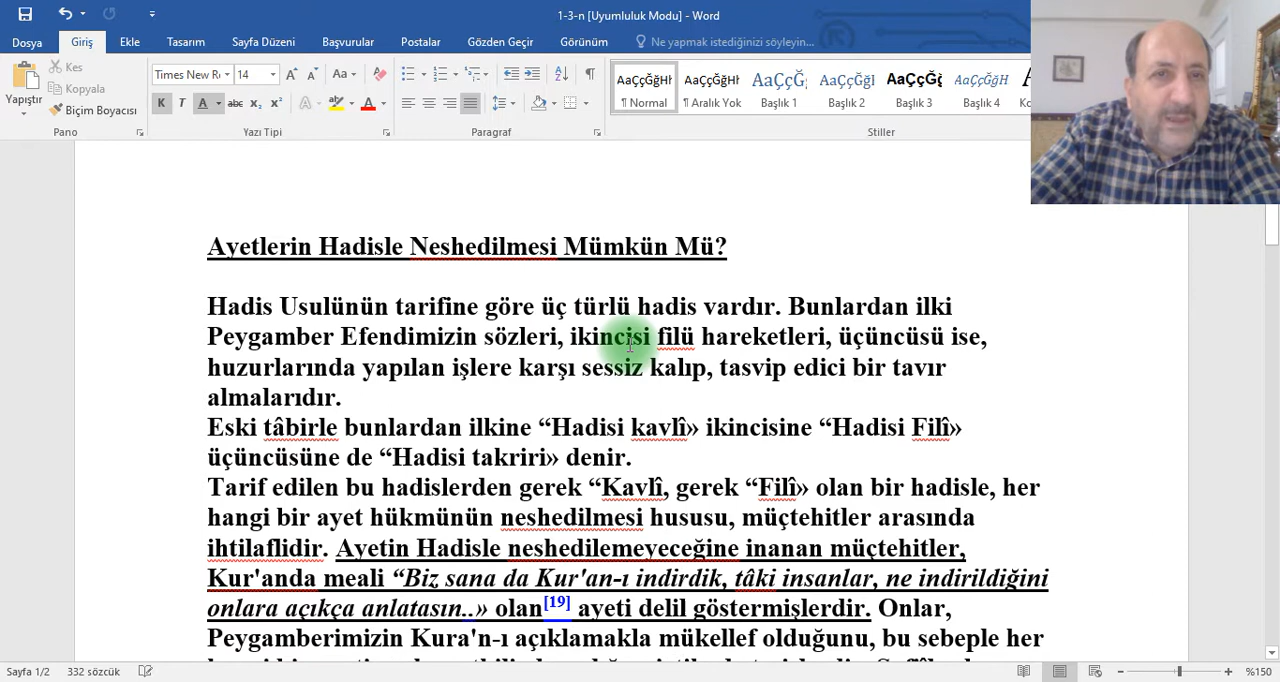 1-3-n [Uyumluluk Modu] - Word
Dosya Giriş Ekle Tasarım Sayfa Düzeni Başvurular Postalar Gözden Geçir Görünüm Ne yapmak istediğinizi söyleyin...
Yapıştır
Kes
Kopyala
Biçim Boyacısı
Times New Ro 14
Aa
K T A abc x₂ x² A A
AaÇçĞğHh AaÇçĞğHh AaÇçĞğ AaÇçĞğH AaÇçĞğ AaÇçĞğH
¶ Normal ¶ Aralık Yok Başlık 1 Başlık 2 Başlık 3 Başlık 4
Pano Yazı Tipi Paragraf Stiller
Ayetlerin Hadisle Neshedilmesi Mümkün Mü?
Hadis Usulünün tarifine göre üç türlü hadis vardır. Bunlardan ilki
Peygamber Efendimizin sözleri, ikincisi filü hareketleri, üçüncüsü ise,
huzurlarında yapılan işlere karşı sessiz kalıp, tasvip edici bir tavır
almalarıdır.
Eski tâbirle bunlardan ilkine “Hadisi kavlî» ikincisine “Hadisi Filî»
üçüncüsüne de “Hadisi takriri» denir.
Tarif edilen bu hadislerden gerek “Kavlî, gerek “Filî» olan bir hadisle, her
hangi bir ayet hükmünün neshedilmesi hususu, müçtehitler arasında
ihtilaflidir. Ayetin Hadisle neshedilemeyeceğine inanan müçtehitler,
Kur'anda meali “Biz sana da Kur'an-ı indirdik, tâki insanlar, ne indirildiğini
onlara açıkça anlatasın..» olan[19] ayeti delil göstermişlerdir. Onlar,
Peygamberimizin Kura'n-ı açıklamakla mükellef olduğunu, bu sebeple her
Sayfa 1/2 332 sözcük %150